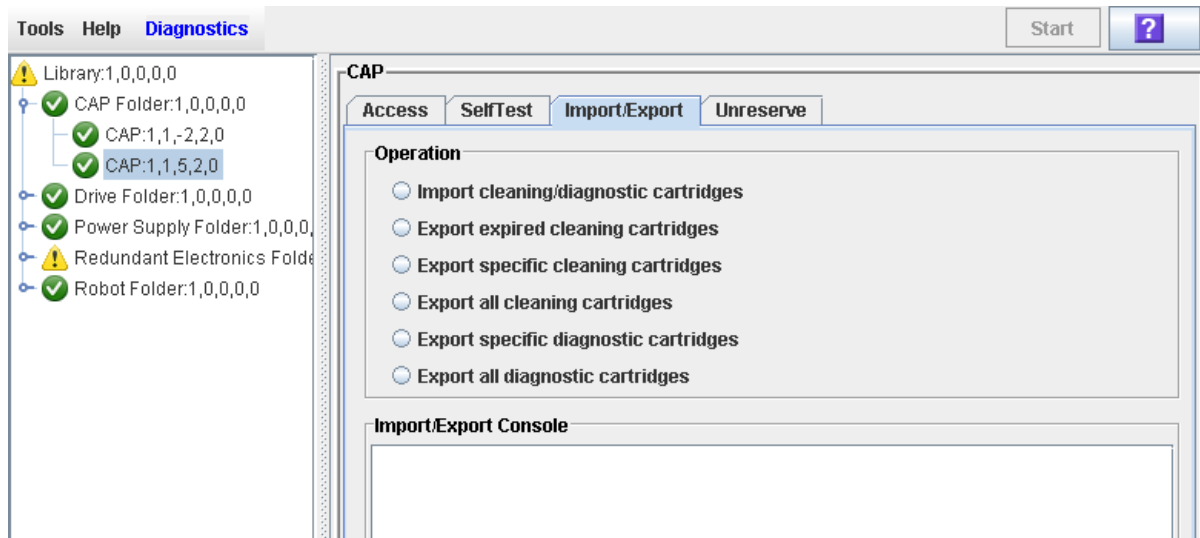 Tools Help Diagnostics
Start
?
Library:1,0,0,0,0
CAP Folder:1,0,0,0,0
CAP:1,1,-2,2,0
CAP:1,1,5,2,0
Drive Folder:1,0,0,0,0
Power Supply Folder:1,0,0,0,
Redundant Electronics Folde
Robot Folder:1,0,0,0,0
CAP
Access SelfTest Import/Export Unreserve
Operation
Import cleaning/diagnostic cartridges
Export expired cleaning cartridges
Export specific cleaning cartridges
Export all cleaning cartridges
Export specific diagnostic cartridges
Export all diagnostic cartridges
Import/Export Console